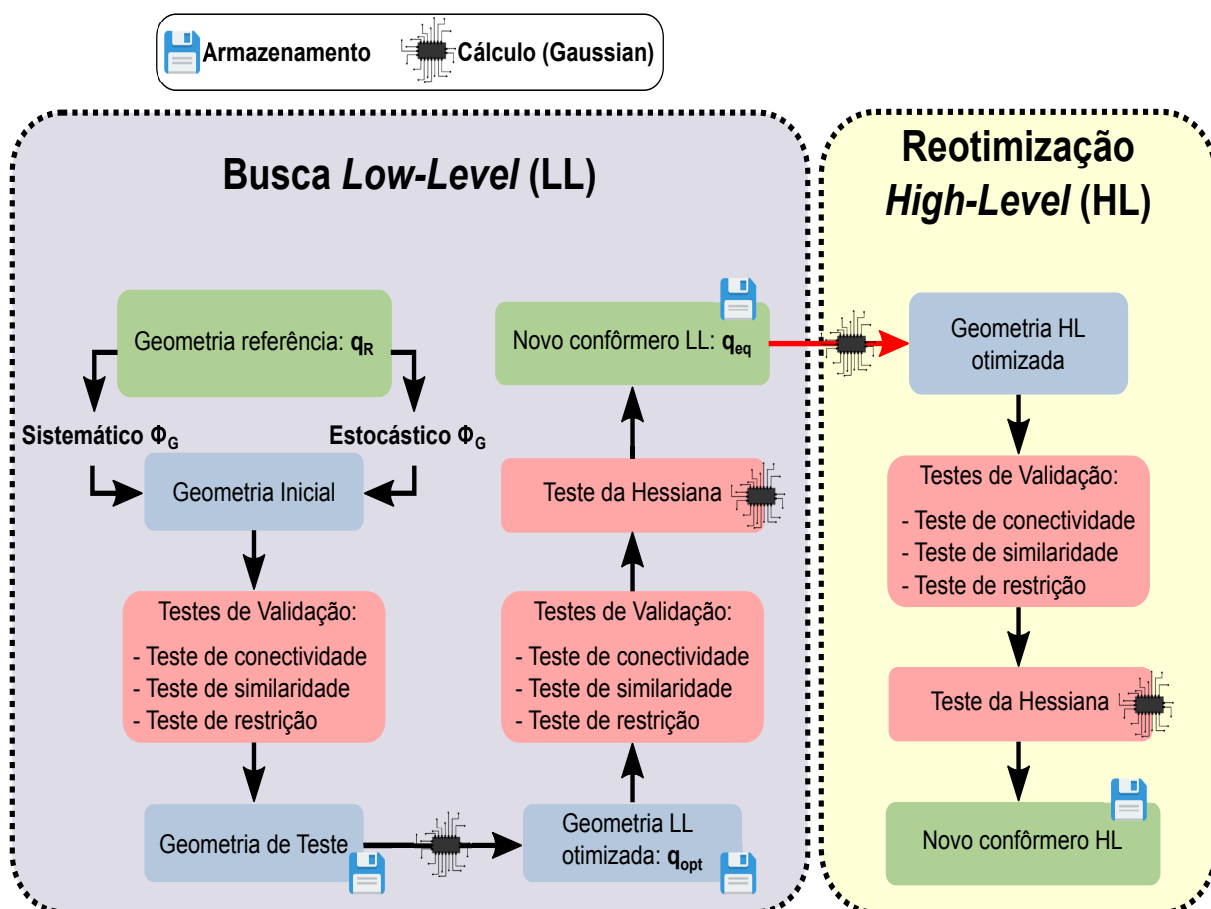 Armazenamento
Cálculo (Gaussian)
Busca Low-Level (LL)
Geometria referência: qR
Sistemático ΦG
Estocástico ΦG
Geometria Inicial
Testes de Validação:
- Teste de conectividade
- Teste de similaridade
- Teste de restrição
Geometria de Teste
Geometria LL
otimizada: qopt
Testes de Validação:
- Teste de conectividade
- Teste de similaridade
- Teste de restrição
Teste da Hessiana
Novo confôrmero LL: qeq
Reotimização
High-Level (HL)
Geometria HL
otimizada
Testes de Validação:
- Teste de conectividade
- Teste de similaridade
- Teste de restrição
Teste da Hessiana
Novo confôrmero HL